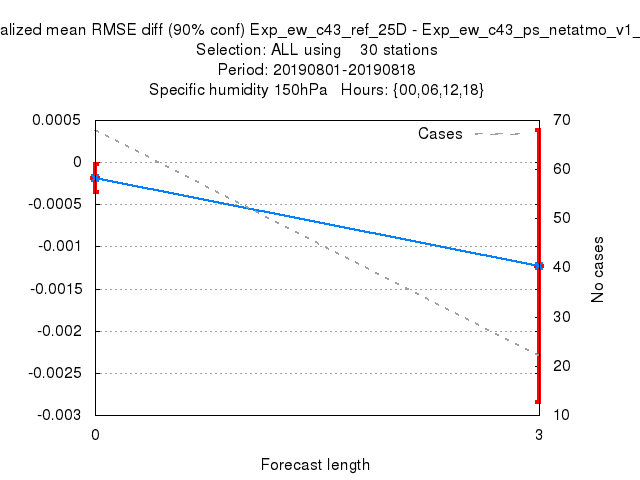 alized mean RMSE diff (90% conf) Exp_ew_c43_ref_25D - Exp_ew_c43_ps_netatmo_v1_
Selection: ALL using 30 stations
Period: 20190801-20190818
Specific humidity 150hPa Hours: {00,06,12,18}
Cases
0.0005
0
-0.0005
-0.001
-0.0015
-0.002
-0.0025
-0.003
70
60
50
40
30
20
10
No cases
0 3
Forecast length